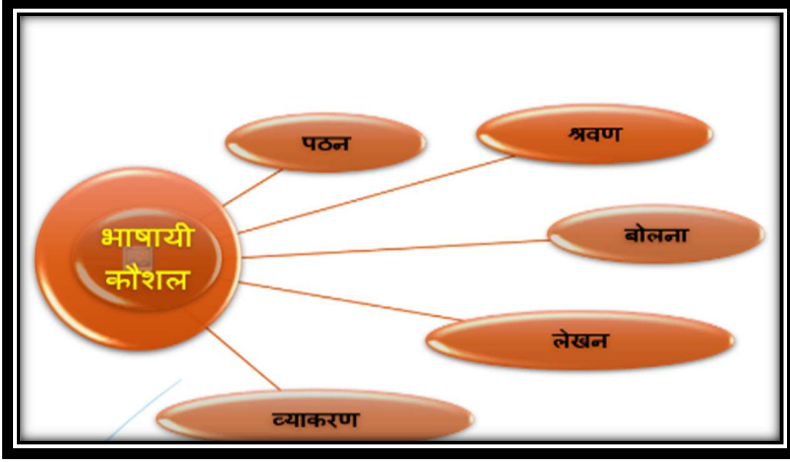 पठन
श्रवण
भाषायी
कौशल
बोलना
लेखन
व्याकरण